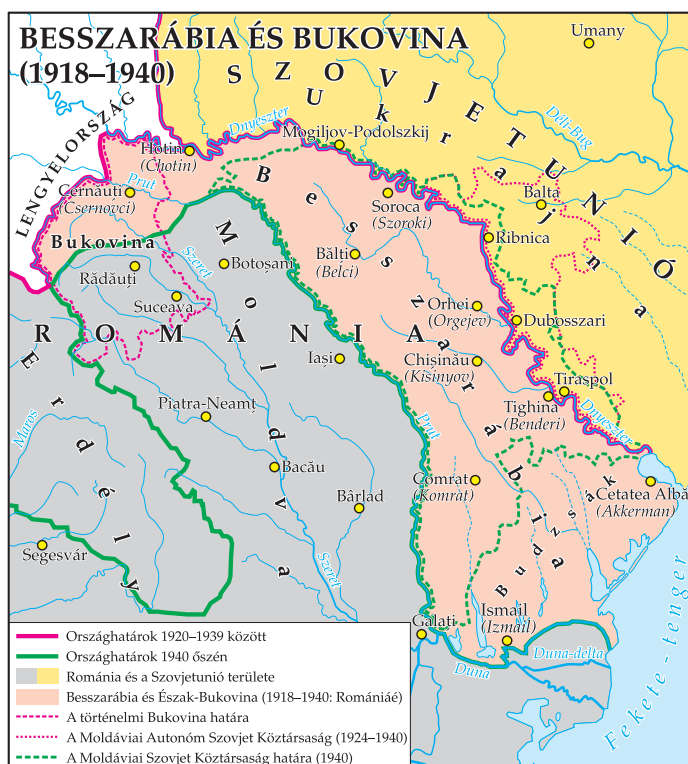 BESSZARÁBIA ÉS BUKOVINA
(1918–1940)
SZOVJETUNIÓ
Ukrajna
Umany
Déli-Bug
LENGYELORSZÁG
Dnyeszter
Mogiljov-Podolszkij
Hotin
(Chotin)
Prut
Cernăuți
(Csernovci)
Besszarábia
Soroca
(Szoroki)
Balta
Ribnica
Bukovina
Rădăuți
Szeret
Botoșani
Bălți
(Belci)
Suceava
Moldva
Orhei
(Orgejev)
Dubosszari
ROMÁNIA
Iași
Chișinău
(Kisinyov)
Erdély
Maros
Piatra-Neamț
Prut
Tiraspol
Tighina
(Benderi)
Dnyeszter
Bacău
Comrat
(Komrat)
Cetatea Albă
(Akkerman)
Bârlad
Budzsak
Segesvár
Szeret
Galați
Ismail
(Izmail)
Duna
Duna-delta
Fekete-tenger
Országhatárok 1920–1939 között
Országhatárok 1940 őszén
Románia és a Szovjetunió területe
Besszarábia és Észak-Bukovina (1918–1940: Romániáé)
A történelmi Bukovina határa
A Moldáviai Autonóm Szovjet Köztársaság (1924–1940)
A Moldáviai Szovjet Köztársaság határa (1940)